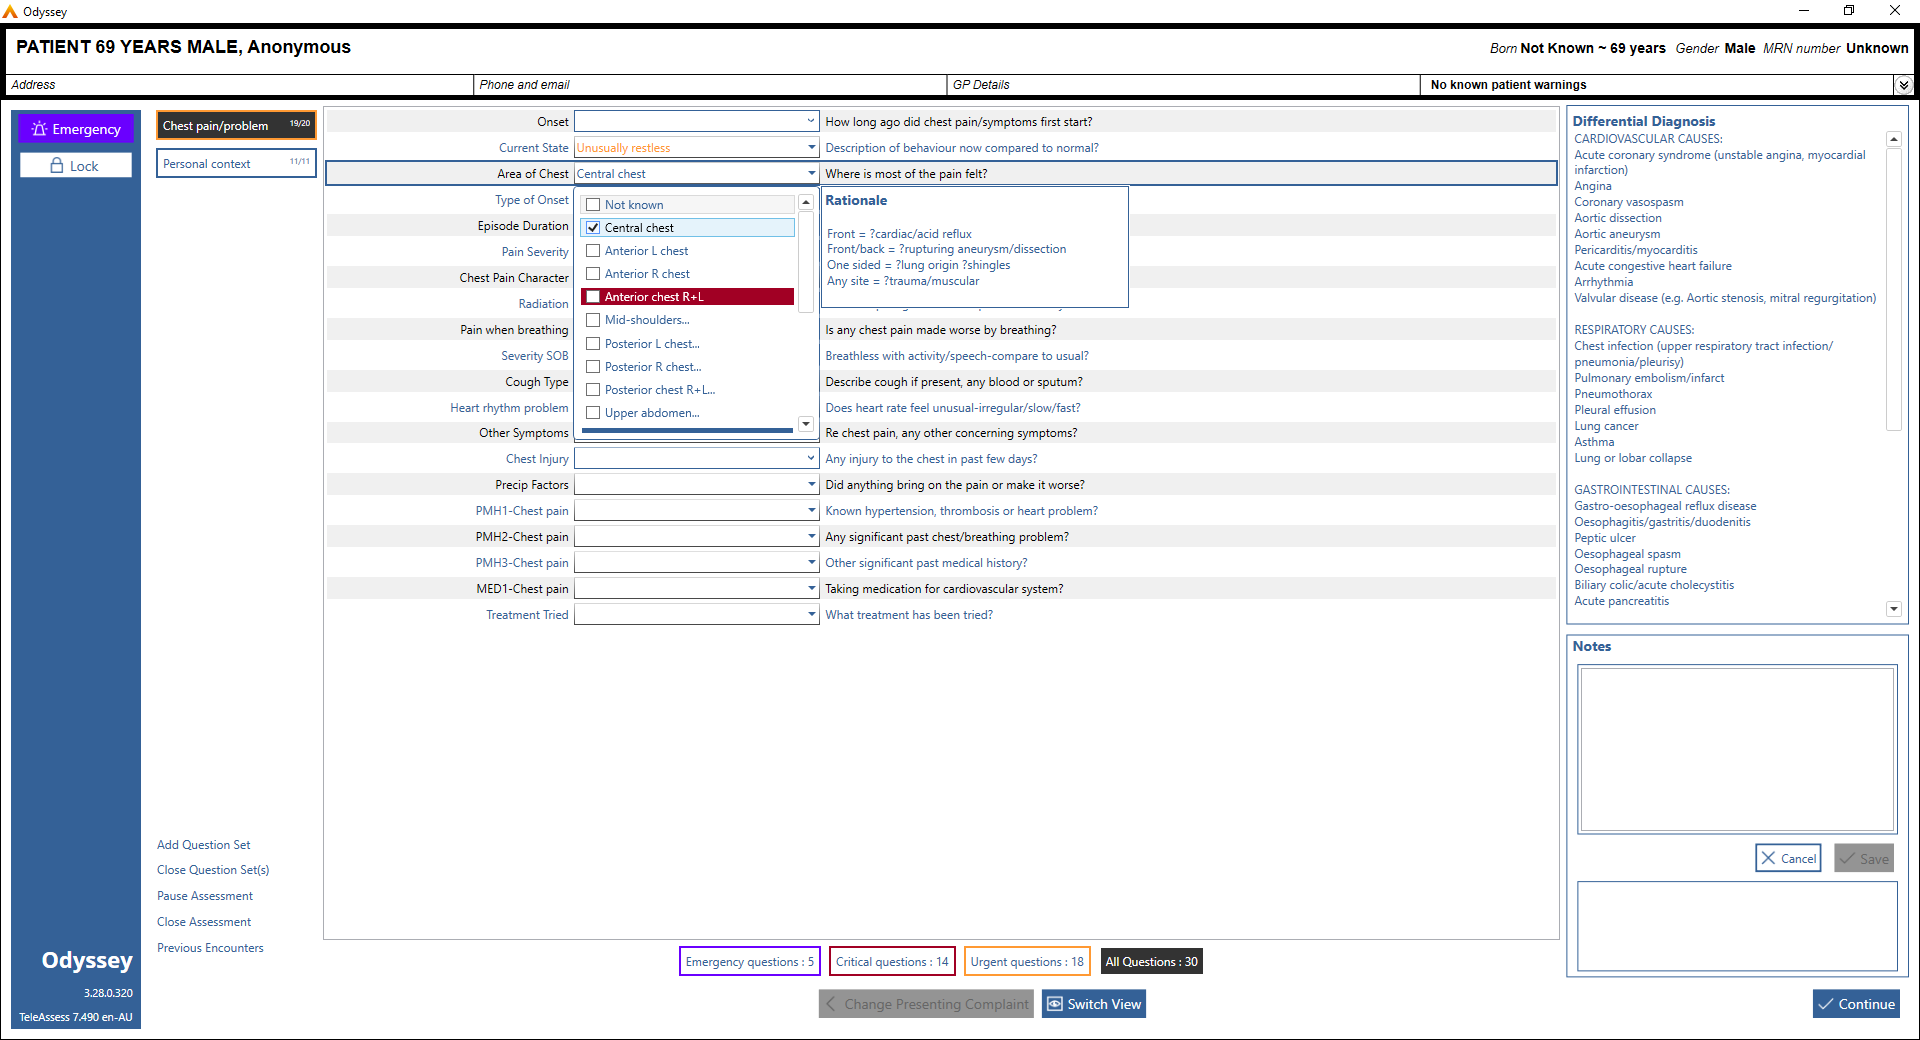 Odyssey
PATIENT 69 YEARS MALE, Anonymous
Born Not Known ~ 69 years Gender Male MRN number Unknown
Address
Phone and email
GP Details
No known patient warnings
Emergency
Lock
Chest pain/problem 19/20
Personal context 11/11
Onset
How long ago did chest pain/symptoms first start?
Current State Unusually restless
Description of behaviour now compared to normal?
Area of Chest Central chest
Where is most of the pain felt?
Type of Onset
Episode Duration
Pain Severity
Chest Pain Character
Radiation
Pain when breathing
Is any chest pain made worse by breathing?
Severity SOB
Breathless with activity/speech-compare to usual?
Cough Type
Describe cough if present, any blood or sputum?
Heart rhythm problem
Does heart rate feel unusual-irregular/slow/fast?
Other Symptoms
Re chest pain, any other concerning symptoms?
Chest Injury
Any injury to the chest in past few days?
Precip Factors
Did anything bring on the pain or make it worse?
PMH1-Chest pain
Known hypertension, thrombosis or heart problem?
PMH2-Chest pain
Any significant past chest/breathing problem?
PMH3-Chest pain
Other significant past medical history?
MED1-Chest pain
Taking medication for cardiovascular system?
Treatment Tried
What treatment has been tried?
Not known
Central chest
Anterior L chest
Anterior R chest
Anterior chest R+L
Mid-shoulders...
Posterior L chest...
Posterior R chest...
Posterior chest R+L...
Upper abdomen...
Rationale
Front = ?cardiac/acid reflux
Front/back = ?rupturing aneurysm/dissection
One sided = ?lung origin ?shingles
Any site = ?trauma/muscular
Differential Diagnosis
CARDIOVASCULAR CAUSES:
Acute coronary syndrome (unstable angina, myocardial
infarction)
Angina
Coronary vasospasm
Aortic dissection
Aortic aneurysm
Pericarditis/myocarditis
Acute congestive heart failure
Arrhythmia
Valvular disease (e.g. Aortic stenosis, mitral regurgitation)
RESPIRATORY CAUSES:
Chest infection (upper respiratory tract infection/
pneumonia/pleurisy)
Pulmonary embolism/infarct
Pneumothorax
Pleural effusion
Lung cancer
Asthma
Lung or lobar collapse
GASTROINTESTINAL CAUSES:
Gastro-oesophageal reflux disease
Oesophagitis/gastritis/duodenitis
Peptic ulcer
Oesophageal spasm
Oesophageal rupture
Biliary colic/acute cholecystitis
Acute pancreatitis
Notes
Cancel
Save
Add Question Set
Close Question Set(s)
Pause Assessment
Close Assessment
Previous Encounters
Odyssey
3.28.0.320
TeleAssess 7.490 en-AU
Emergency questions : 5
Critical questions : 14
Urgent questions : 18
All Questions : 30
Change Presenting Complaint
Switch View
Continue